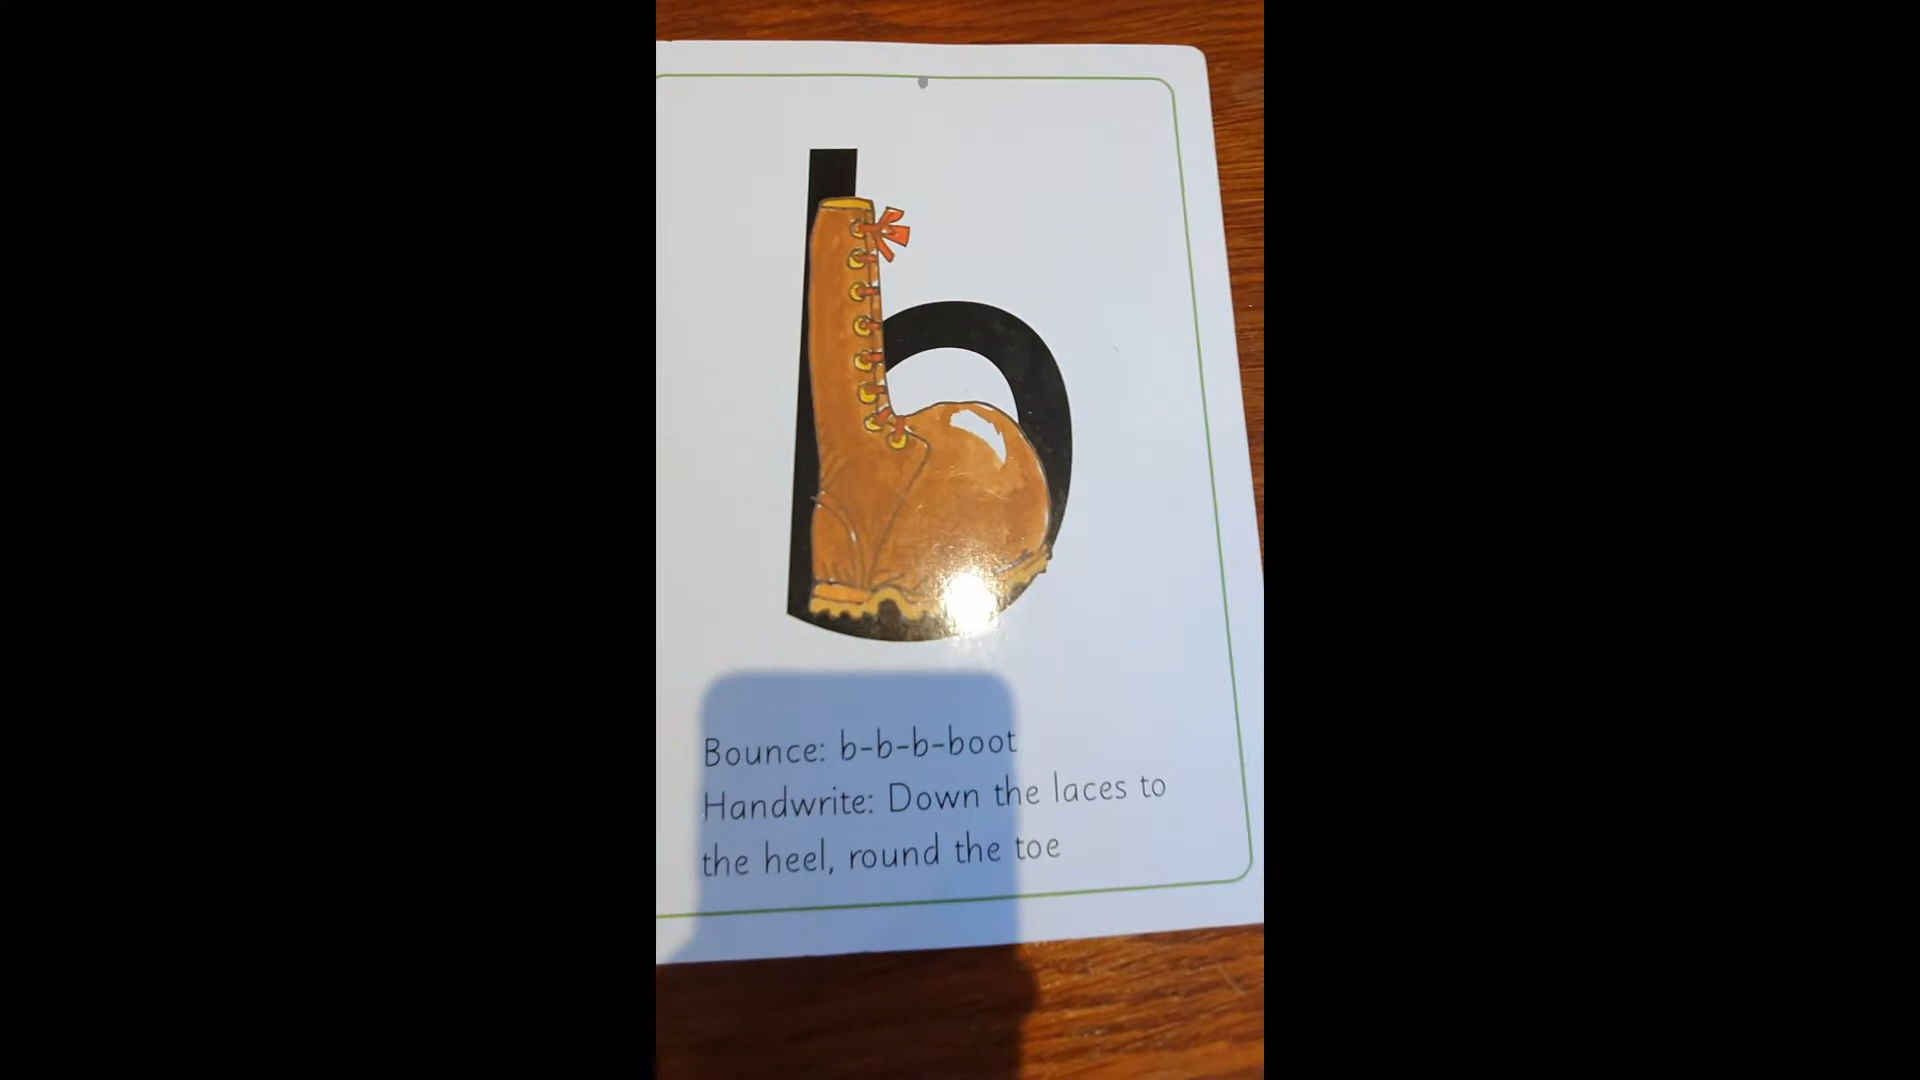 b
Bounce: b-b-b-boot
Handwrite: Down the laces to
the heel, round the toe